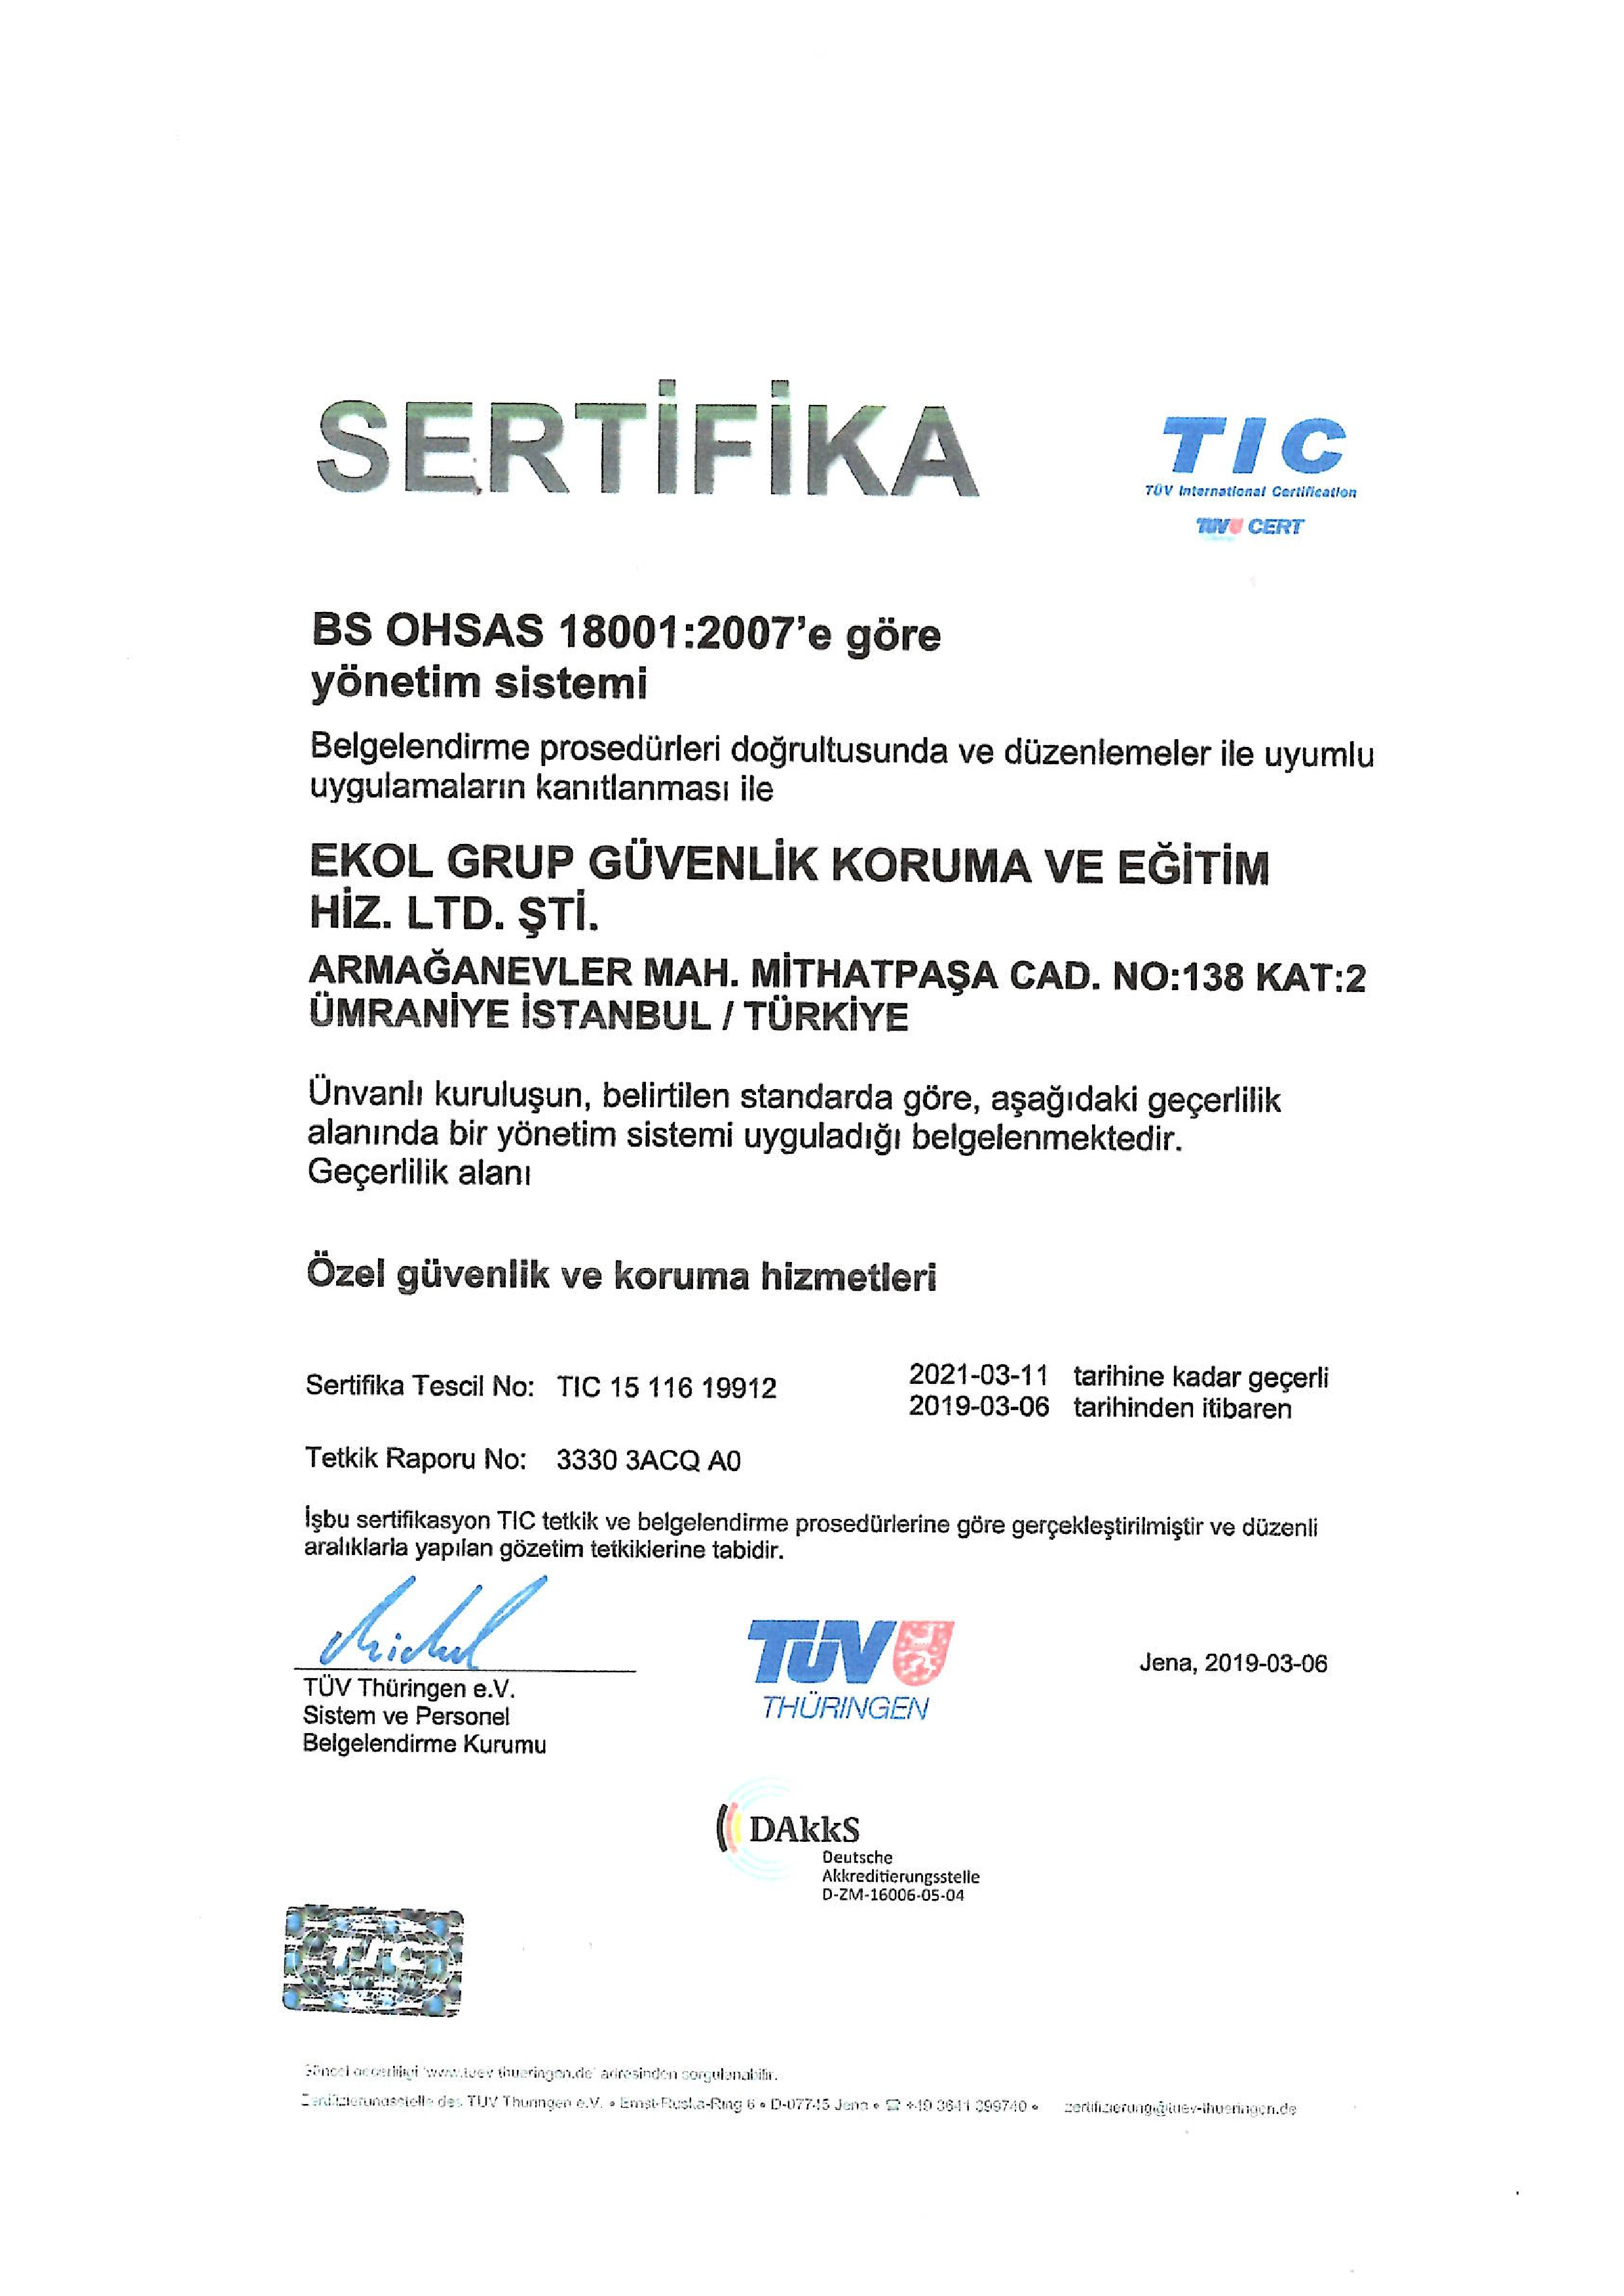 SERTİFİKA
TIC
TÜV International Certification
TÜV CERT
BS OHSAS 18001:2007'e göre
yönetim sistemi
Belgelendirme prosedürleri doğrultusunda ve düzenlemeler ile uyumlu
uygulamaların kanıtlanması ile
EKOL GRUP GÜVENLİK KORUMA VE EĞİTİM
HİZ. LTD. ŞTİ.
ARMAĞANEVLER MAH. MİTHATPAŞA CAD. NO:138 KAT:2
ÜMRANİYE İSTANBUL / TÜRKİYE
Ünvanlı kuruluşun, belirtilen standarda göre, aşağıdaki geçerlilik
alanında bir yönetim sistemi uyguladığı belgelenmektedir.
Geçerlilik alanı
Özel güvenlik ve koruma hizmetleri
Sertifika Tescil No: TIC 15 116 19912
2021-03-11 tarihine kadar geçerli
2019-03-06 tarihinden itibaren
Tetkik Raporu No: 3330 3ACQ A0
İşbu sertifikasyon TIC tetkik ve belgelendirme prosedürlerine göre gerçekleştirilmiştir ve düzenli
aralıklarla yapılan gözetim tetkiklerine tabidir.
TÜV Thüringen e.V.
Sistem ve Personel
Belgelendirme Kurumu
TÜV
THÜRINGEN
Jena, 2019-03-06
DAkkS
Deutsche
Akkreditierungsstelle
D-ZM-16006-05-04
TIC
adresinden sorgulanabilir.
des TÜV Thüringen e.V. • Ernst-Ruska-Ring 6 • D-07745 Jena • ☎ +49 3641 399740 • zertifizierung@tuev-thueringen.de